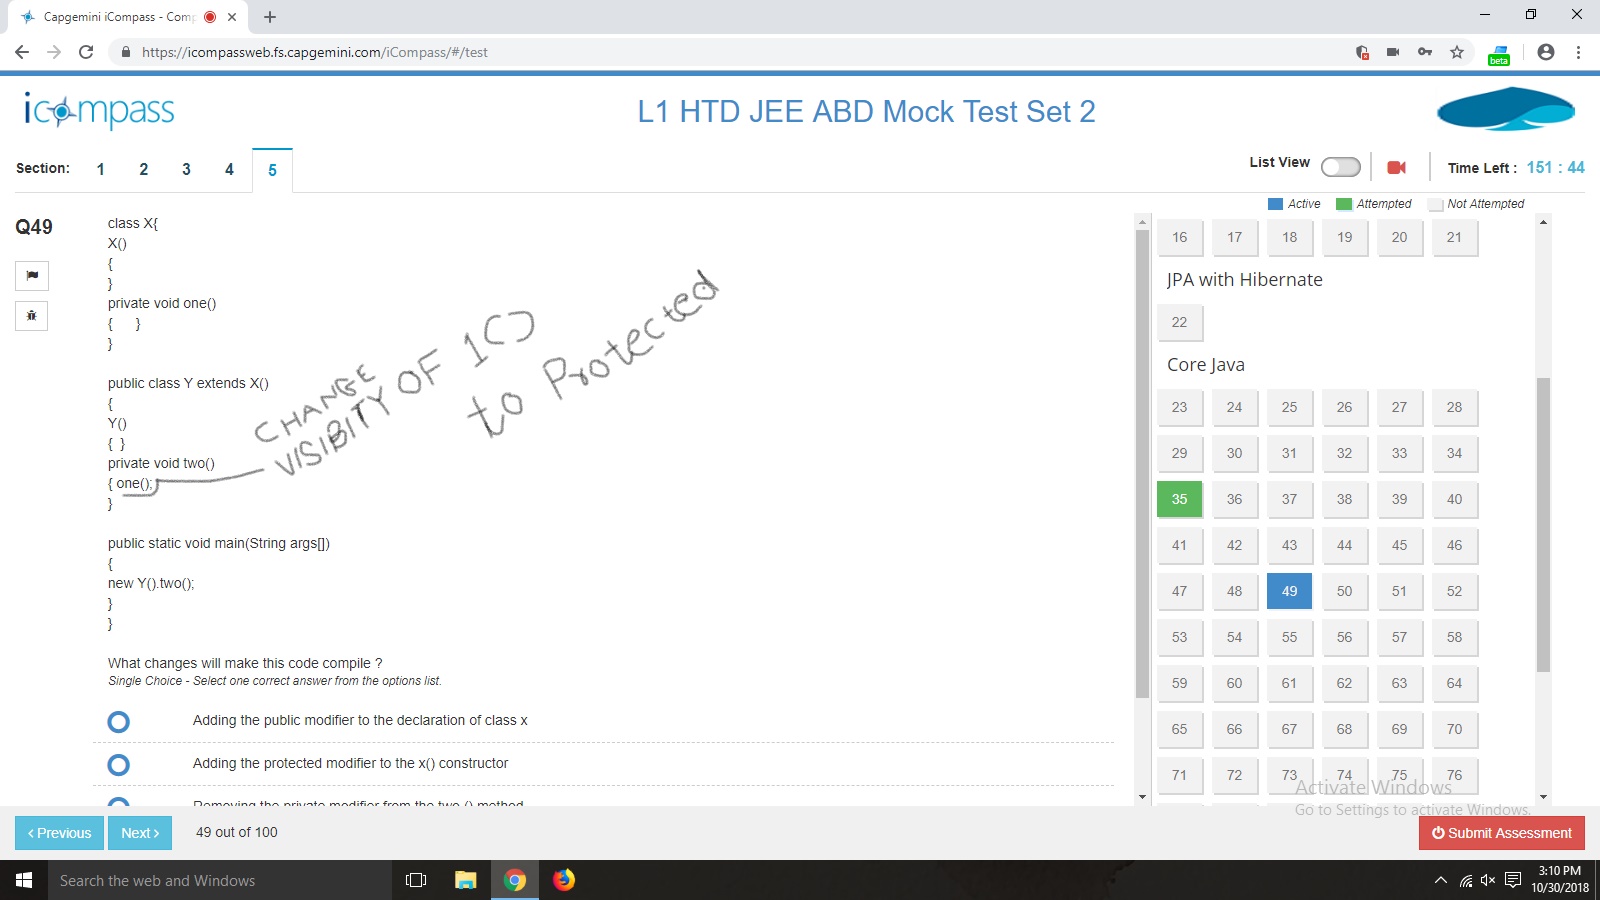 Capgemini iCompass - Comp
https://icompassweb.fs.capgemini.com/iCompass/#/test
beta
icompass
L1 HTD JEE ABD Mock Test Set 2
Section: 1 2 3 4 5
List View
Time Left : 151 : 44
Active Attempted Not Attempted
Q49
class X{
X()
{
}
private void one()
{ }
}
public class Y extends X()
{
Y()
{ }
private void two()
{ one();
}
public static void main(String args[])
{
new Y().two();
}
}
CHANGE
VISIBITY OF 1()
to Protected
What changes will make this code compile ?
Single Choice - Select one correct answer from the options list.
Adding the public modifier to the declaration of class x
Adding the protected modifier to the x() constructor
Removing the private modifier from the two () method
16 17 18 19 20 21
JPA with Hibernate
22
Core Java
23 24 25 26 27 28
29 30 31 32 33 34
35 36 37 38 39 40
41 42 43 44 45 46
47 48 49 50 51 52
53 54 55 56 57 58
59 60 61 62 63 64
65 66 67 68 69 70
71 72 73 74 75 76
Activate Windows
Go to Settings to activate Windows.
Previous Next 49 out of 100
Submit Assessment
Search the web and Windows
3:10 PM
10/30/2018